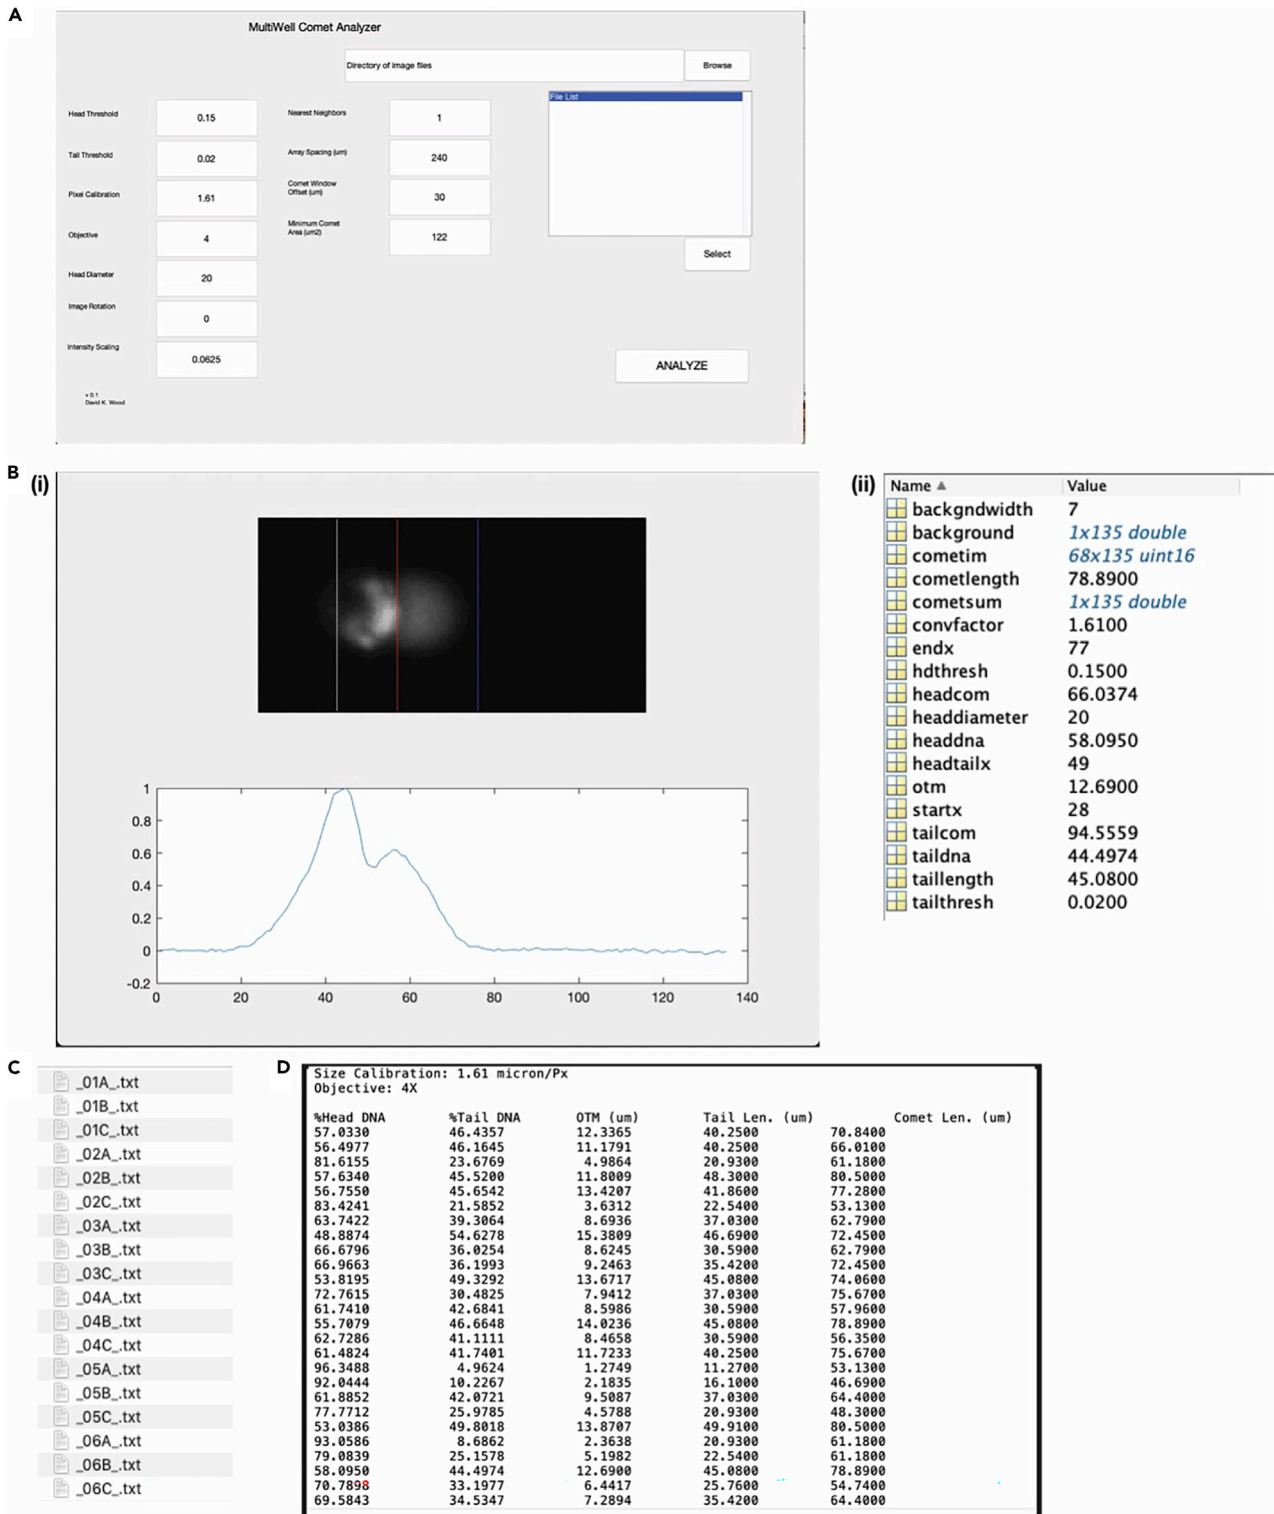 A
MultiWell Comet Analyzer
Directory of image files Browse
File List
Head Threshold 0.15 Nearest Neighbors 1
Tail Threshold 0.02 Array Spacing (um) 240
Pixel Calibration 1.61 Comet Window Offset (um) 30
Objective 4 Minimum Comet Area (um2) 122
Select
Head Diameter 20
Image Rotation 0
Intensity Scaling 0.0625
ANALYZE
v 0.1
David K. Wood
B
(i)
1
0.8
0.6
0.4
0.2
0
-0.2
0 20 40 60 80 100 120 140
(ii)
Name Value
backgndwidth 7
background 1x135 double
cometim 68x135 uint16
cometlength 78.8900
cometsum 1x135 double
convfactor 1.6100
endx 77
hdthresh 0.1500
headcom 66.0374
headdiameter 20
headdna 58.0950
headtailx 49
otm 12.6900
startx 28
tailcom 94.5559
taildna 44.4974
taillength 45.0800
tailthresh 0.0200
C
_01A_.txt
_01B_.txt
_01C_.txt
_02A_.txt
_02B_.txt
_02C_.txt
_03A_.txt
_03B_.txt
_03C_.txt
_04A_.txt
_04B_.txt
_04C_.txt
_05A_.txt
_05B_.txt
_05C_.txt
_06A_.txt
_06B_.txt
_06C_.txt
D
Size Calibration: 1.61 micron/Px
Objective: 4X
%Head DNA %Tail DNA OTM (um) Tail Len. (um) Comet Len. (um)
57.0330 46.4357 12.3365 40.2500 70.8400
56.4977 46.1645 11.1791 40.2500 66.0100
81.6155 23.6769 4.9864 20.9300 61.1800
57.6340 45.5200 11.8009 48.3000 80.5000
56.7550 45.6542 13.4207 41.8600 77.2800
83.4241 21.5852 3.6312 22.5400 53.1300
63.7422 39.3064 8.6936 37.0300 62.7900
48.8874 54.6278 15.3809 46.6900 72.4500
66.6796 36.0254 8.6245 30.5900 62.7900
66.9663 36.1993 9.2463 35.4200 72.4500
53.8195 49.3292 13.6717 45.0800 74.0600
72.7615 30.4825 7.9412 37.0300 75.6700
61.7410 42.6841 8.5986 30.5900 57.9600
55.7079 46.6648 14.0236 45.0800 78.8900
62.7286 41.1111 8.4658 30.5900 56.3500
61.4824 41.7401 11.7233 40.2500 75.6700
96.3488 4.9624 1.2749 11.2700 53.1300
92.0444 10.2267 2.1835 16.1000 46.6900
61.8852 42.0721 9.5087 37.0300 64.4000
77.7712 25.9785 4.5788 20.9300 48.3000
53.0386 49.8018 13.8707 49.9100 80.5000
93.0586 8.6862 2.3638 20.9300 61.1800
79.0839 25.1578 5.1982 22.5400 61.1800
58.0950 44.4974 12.6900 45.0800 78.8900
70.7898 33.1977 6.4417 25.7600 54.7400
69.5843 34.5347 7.2894 35.4200 64.4000